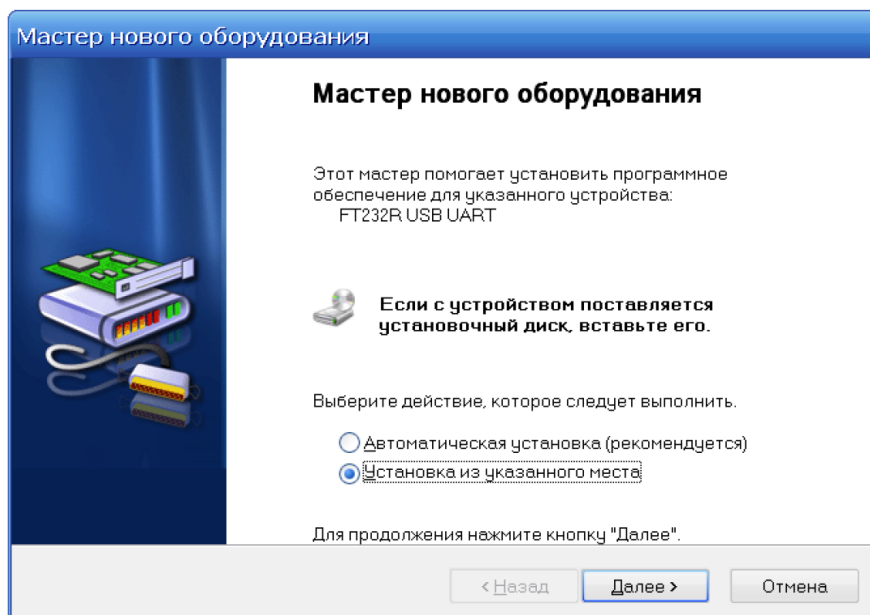 Мастер нового оборудования
Мастер нового оборудования
Этот мастер помогает установить программное
обеспечение для указанного устройства:
FT232R USB UART
Если с устройством поставляется
установочный диск, вставьте его.
Выберите действие, которое следует выполнить.
Автоматическая установка (рекомендуется)
Установка из указанного места
Для продолжения нажмите кнопку "Далее".
< Назад Далее > Отмена